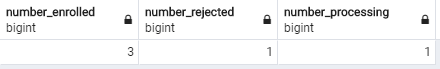 number_enrolled number_rejected number_processing
bigint bigint bigint
3 1 1